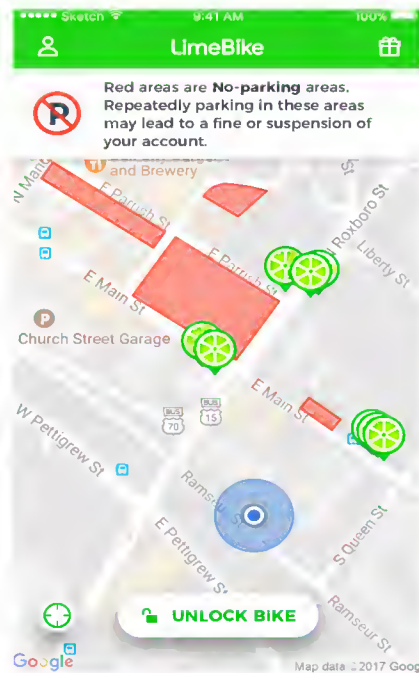 Sketch
9:41 AM
100%
LimeBike
Red areas are No-parking areas.
Repeatedly parking in these areas
may lead to a fine or suspension of
your account.
P
and Brewery
St
E Parrish St
N Roxboro St
Liberty St
E Parrish St
E Main St
P
Church Street Garage
E Main St
BUS
70
BUS
15
W Pettigrew St
Ramseur St
E Pettigrew St
S Queen St
Ramseur St
UNLOCK BIKE
Google
Map data ©2017 Goog